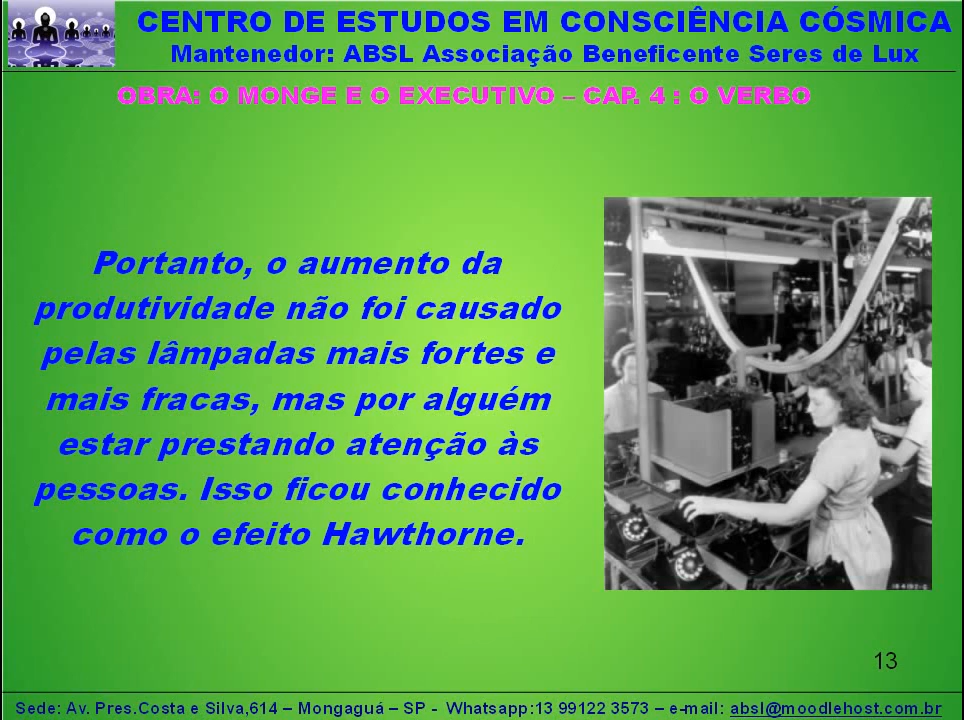 CENTRO DE ESTUDOS EM CONSCIÊNCIA CÓSMICA
Mantenedor: ABSL Associação Beneficente Seres de Lux
OBRA: O MONGE E O EXECUTIVO – CAP. 4 : O VERBO
Portanto, o aumento da
produtividade não foi causado
pelas lâmpadas mais fortes e
mais fracas, mas por alguém
estar prestando atenção às
pessoas. Isso ficou conhecido
como o efeito Hawthorne.
13
Sede: Av. Pres.Costa e Silva,614 – Mongaguá – SP - Whatsapp:13 99122 3573 – e-mail: absl@moodlehost.com.br